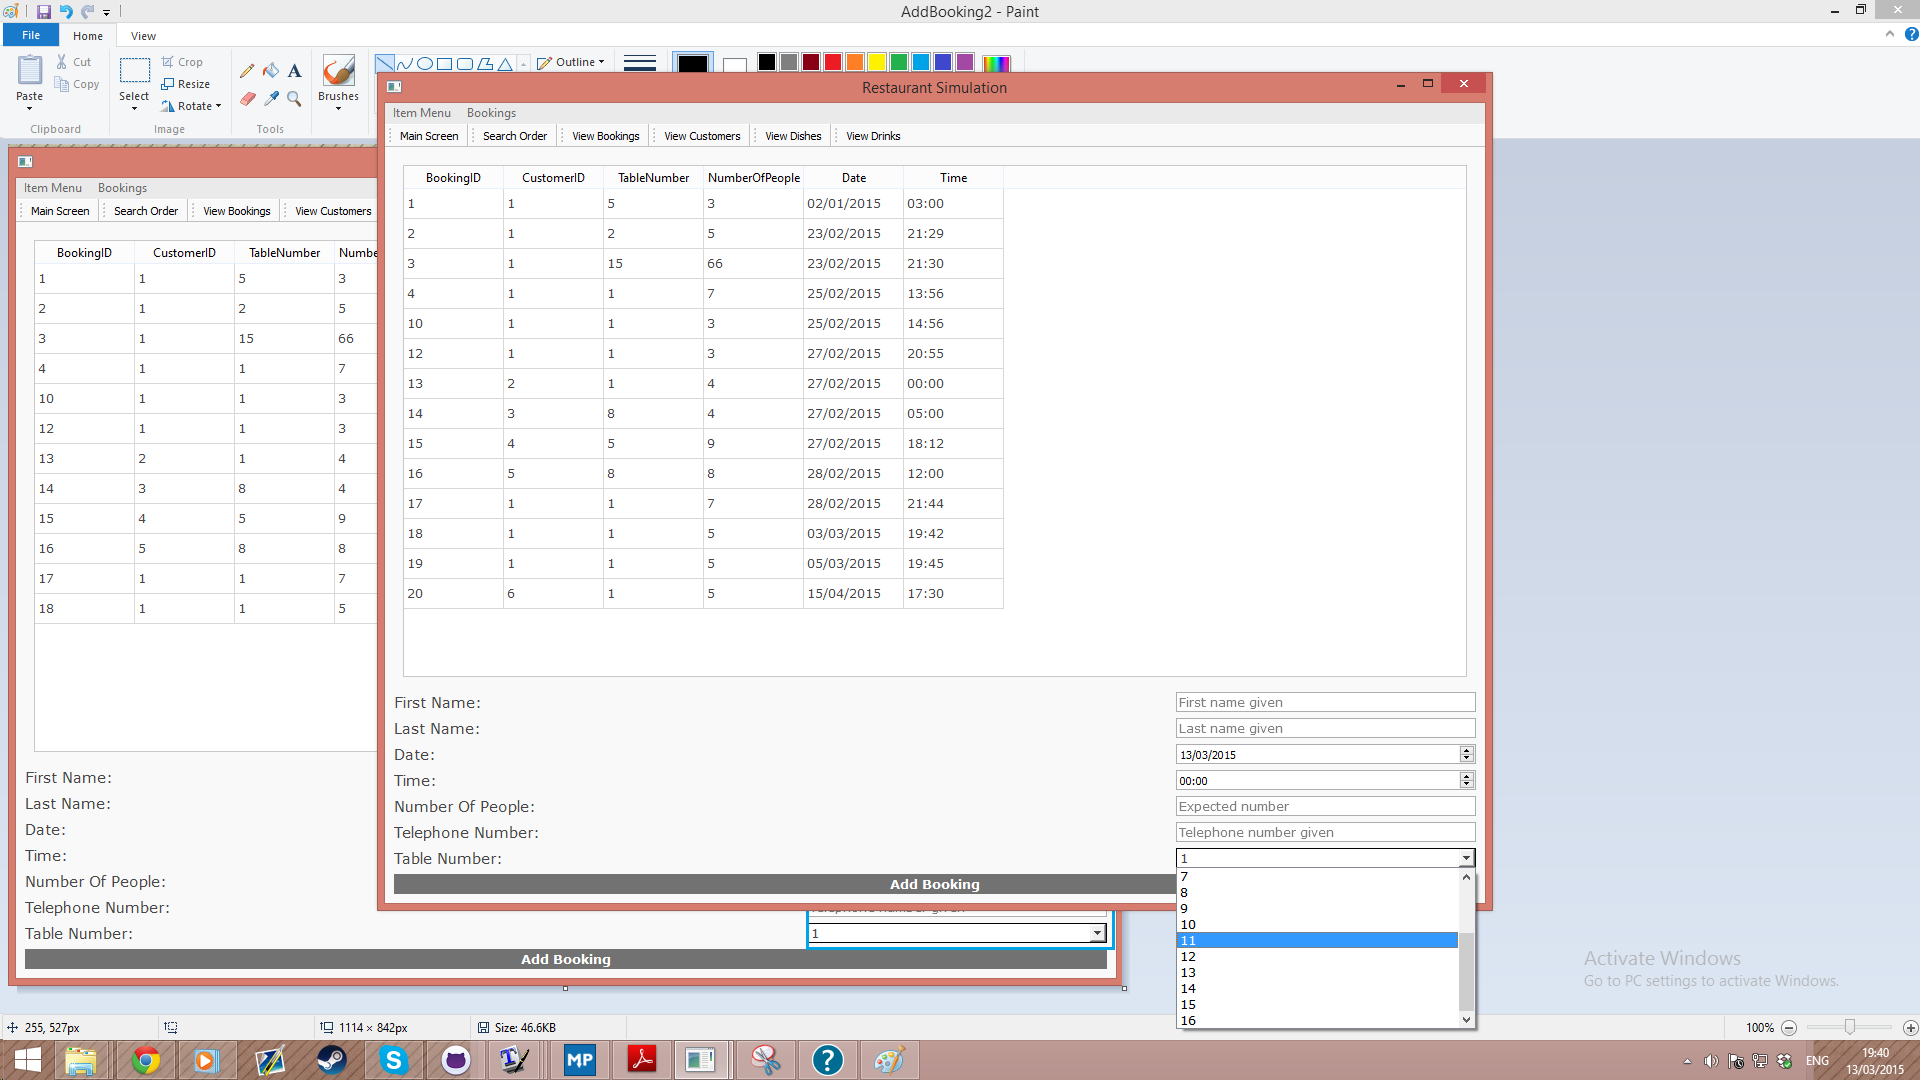 AddBooking2 - Paint
File Home View
Paste Cut Copy Select Crop Resize Rotate Brushes Outline
Clipboard Image Tools
Restaurant Simulation
Item Menu Bookings
Main Screen Search Order View Bookings View Customers View Dishes View Drinks
BookingID CustomerID TableNumber NumberOfPeople Date Time
1 1 5 3 02/01/2015 03:00
2 1 2 5 23/02/2015 21:29
3 1 15 66 23/02/2015 21:30
4 1 1 7 25/02/2015 13:56
10 1 1 3 25/02/2015 14:56
12 1 1 3 27/02/2015 20:55
13 2 1 4 27/02/2015 00:00
14 3 8 4 27/02/2015 05:00
15 4 5 9 27/02/2015 18:12
16 5 8 8 28/02/2015 12:00
17 1 1 7 28/02/2015 21:44
18 1 1 5 03/03/2015 19:42
19 1 1 5 05/03/2015 19:45
20 6 1 5 15/04/2015 17:30
First Name: First name given
Last Name: Last name given
Date: 13/03/2015
Time: 00:00
Number Of People: Expected number
Telephone Number: Telephone number given
Table Number: 1
Add Booking
7
8
9
10
11
12
13
14
15
16
Item Menu Bookings
Main Screen Search Order View Bookings View Customers
BookingID CustomerID TableNumber Numbe
1 1 5 3
2 1 2 5
3 1 15 66
4 1 1 7
10 1 1 3
12 1 1 3
13 2 1 4
14 3 8 4
15 4 5 9
16 5 8 8
17 1 1 7
18 1 1 5
First Name:
Last Name:
Date:
Time:
Number Of People:
Telephone Number:
Table Number: 1
Add Booking
Activate Windows
Go to PC settings to activate Windows.
255, 527px 1114 × 842px Size: 46.6KB 100%
MP ENG 19:40
13/03/2015